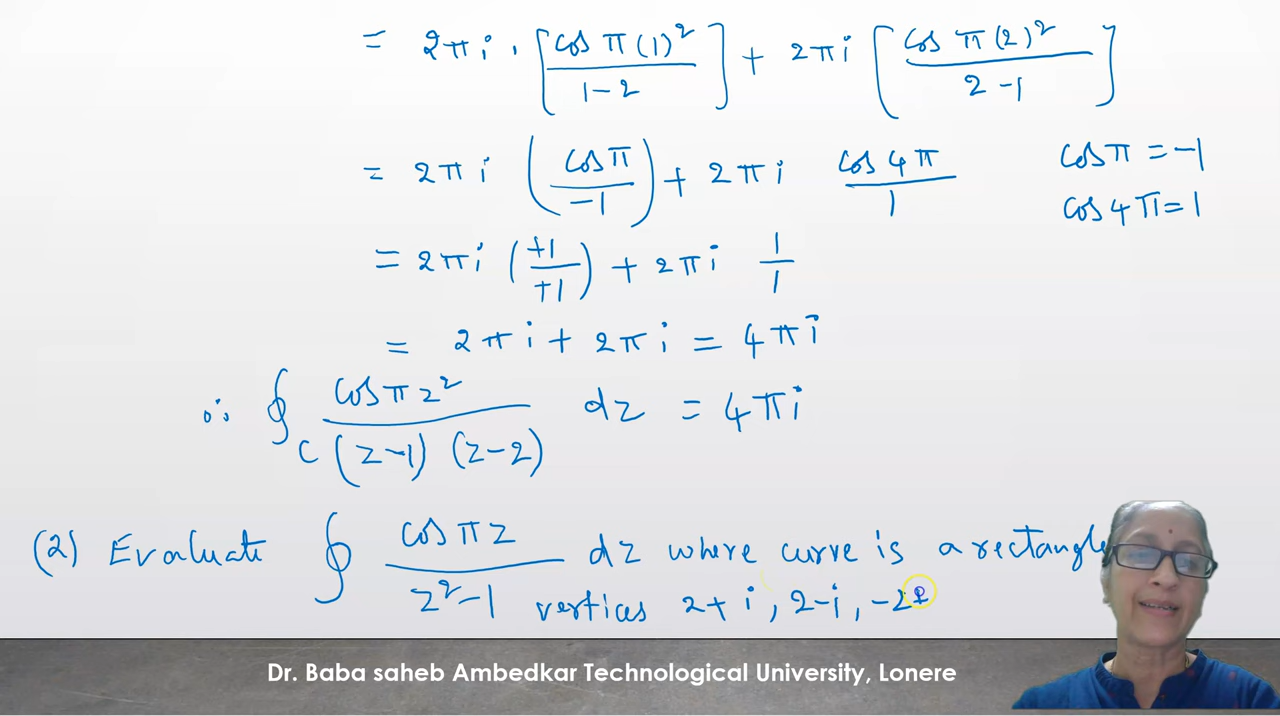 = 2πi · [cos π(1)² / 1-2] + 2πi [cos π(2)² / 2-1]
= 2πi (cos π / -1) + 2πi cos 4π / 1
cos π = -1
cos 4π = 1
= 2πi (+1 / +1) + 2πi 1/1
= 2πi + 2πi = 4πi
∴ ∮_C cos πz² / (z-1) (z-2) dz = 4πi
(2) Evaluate ∮ cos πz / z²-1 dz where curve is a rectangle
vertices 2+i, 2-i, -2
Dr. Baba saheb Ambedkar Technological University, Lonere